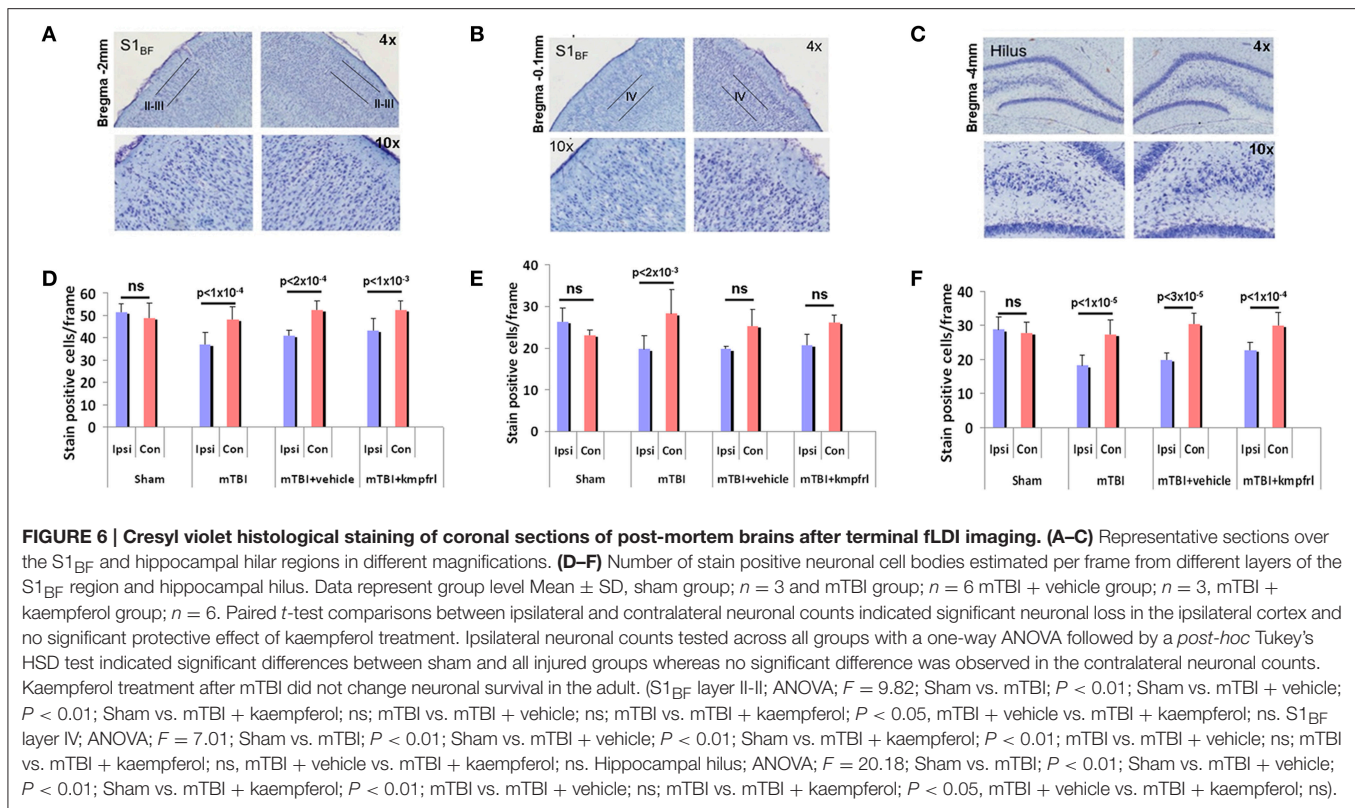 A
B
C
Bregma -2mm
S1BF
4x
II-III
II-III
10x
Bregma -0.1mm
S1BF
4x
IV
IV
10x
Bregma -4mm
Hilus
4x
10x
D
Stain positive cells/frame
60
50
40
30
20
10
0
ns
p<1x10-4
p<2x10-4
p<1x10-3
Ipsi Con Ipsi Con Ipsi Con Ipsi Con
Sham mTBI mTBI+vehicle mTBI+kmpfrl
E
Stain positive cells/frame
40
30
20
10
0
ns
p<2x10-3
ns
ns
Ipsi Con Ipsi Con Ipsi Con Ipsi Con
Sham mTBI mTBI+vehicle mTBI+kmpfrl
F
Stain positive cells/frame
40
30
20
10
0
ns
p<1x10-5
p<3x10-5
p<1x10-4
Ipsi Con Ipsi Con Ipsi Con Ipsi Con
Sham mTBI mTBI+vehicle mTBI+kmpfrl
FIGURE 6 | Cresyl violet histological staining of coronal sections of post-mortem brains after terminal fLDI imaging. (A–C) Representative sections over
the S1BF and hippocampal hilar regions in different magnifications. (D–F) Number of stain positive neuronal cell bodies estimated per frame from different layers of the
S1BF region and hippocampal hilus. Data represent group level Mean ± SD, sham group; n = 3 and mTBI group; n = 6 mTBI + vehicle group; n = 3, mTBI +
kaempferol group; n = 6. Paired t-test comparisons between ipsilateral and contralateral neuronal counts indicated significant neuronal loss in the ipsilateral cortex and
no significant protective effect of kaempferol treatment. Ipsilateral neuronal counts tested across all groups with a one-way ANOVA followed by a post-hoc Tukey's
HSD test indicated significant differences between sham and all injured groups whereas no significant difference was observed in the contralateral neuronal counts.
Kaempferol treatment after mTBI did not change neuronal survival in the adult. (S1BF layer II-II; ANOVA; F = 9.82; Sham vs. mTBI; P < 0.01; Sham vs. mTBI + vehicle;
P < 0.01; Sham vs. mTBI + kaempferol; ns; mTBI vs. mTBI + vehicle; ns; mTBI vs. mTBI + kaempferol; P < 0.05, mTBI + vehicle vs. mTBI + kaempferol; ns. S1BF
layer IV; ANOVA; F = 7.01; Sham vs. mTBI; P < 0.01; Sham vs. mTBI + vehicle; P < 0.01; Sham vs. mTBI + kaempferol; P < 0.01; mTBI vs. mTBI + vehicle; ns; mTBI
vs. mTBI + kaempferol; ns, mTBI + vehicle vs. mTBI + kaempferol; ns. Hippocampal hilus; ANOVA; F = 20.18; Sham vs. mTBI; P < 0.01; Sham vs. mTBI + vehicle;
P < 0.01; Sham vs. mTBI + kaempferol; P < 0.01; mTBI vs. mTBI + vehicle; ns; mTBI vs. mTBI + kaempferol; P < 0.05, mTBI + vehicle vs. mTBI + kaempferol; ns).